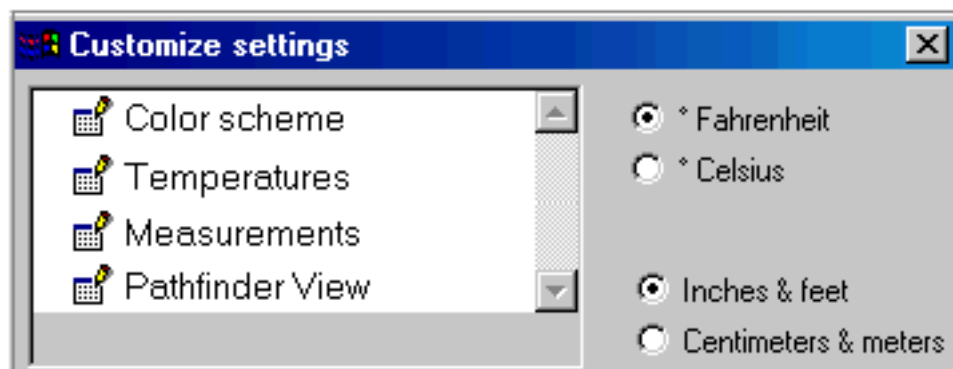 Customize settings
Color scheme
Temperatures
Measurements
Pathfinder View
° Fahrenheit
° Celsius
Inches & feet
Centimeters & meters